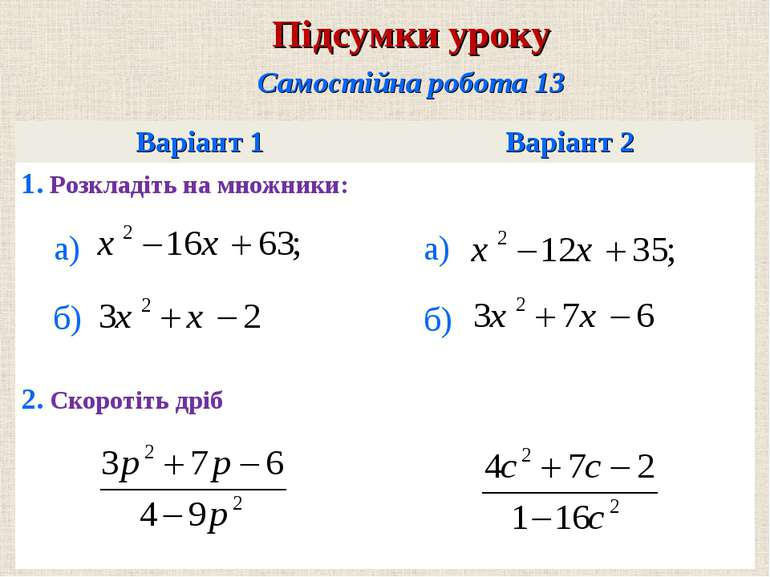 Підсумки уроку
Самостійна робота 13
Варіант 1 Варіант 2
1. Розкладіть на множники:
а) x² − 16x + 63; а) x² − 12x + 35;
б) 3x² + x − 2 б) 3x² + 7x − 6
2. Скоротіть дріб
3p² + 7p − 6 4c² + 7c − 2
4 − 9p² 1 − 16c²